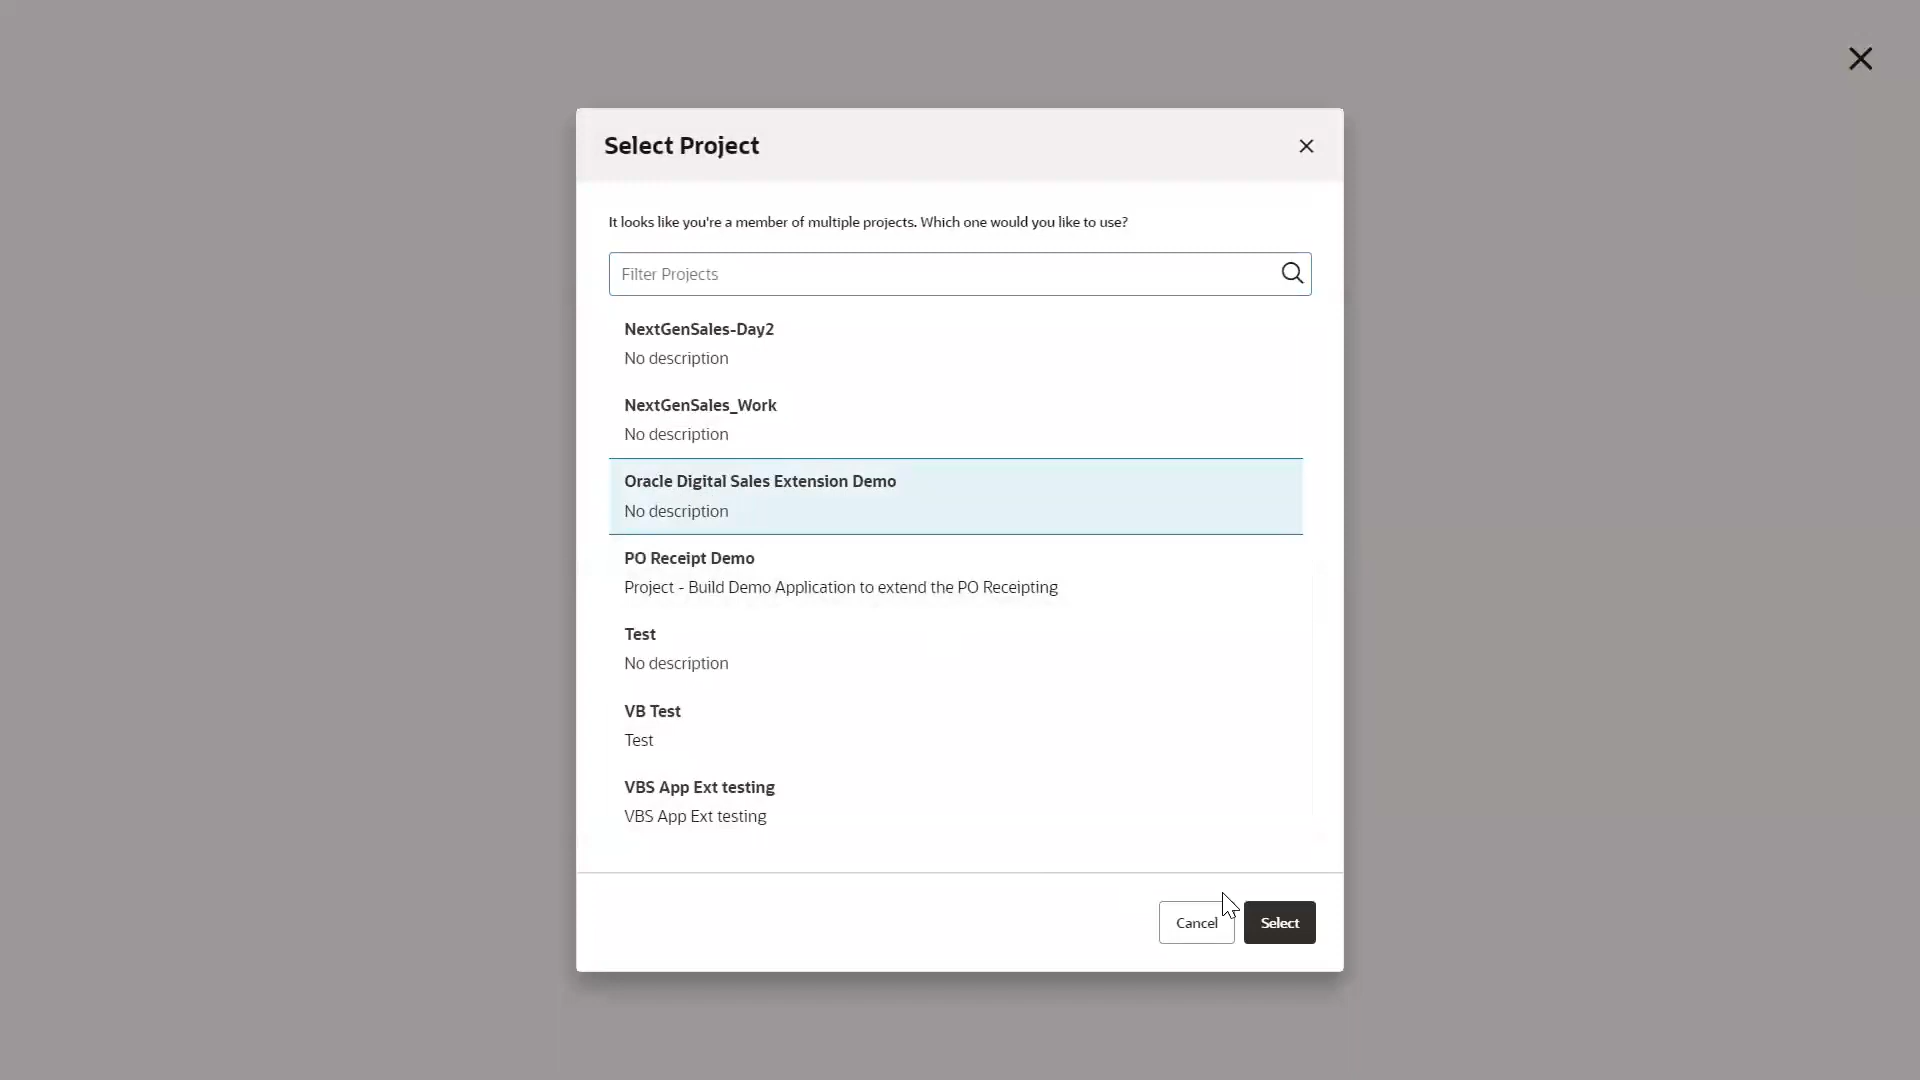 Select Project
It looks like you're a member of multiple projects. Which one would you like to use?
Filter Projects
NextGenSales-Day2
No description
NextGenSales_Work
No description
Oracle Digital Sales Extension Demo
No description
PO Receipt Demo
Project - Build Demo Application to extend the PO Receipting
Test
No description
VB Test
Test
VBS App Ext testing
VBS App Ext testing
Cancel
Select